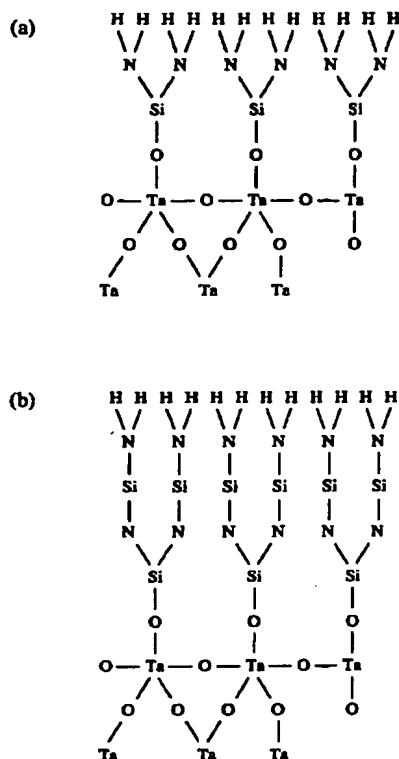 (a)
H H H H H H H H H H H H
N N N N N N
Si Si Si
O O O
O Ta O Ta O Ta
O O O O O
Ta Ta Ta
(b)
H H H H H H H H H H H H
N N N N N N
Si Si Si Si Si Si
N N N N N N
Si Si Si
O O O
O Ta O Ta O Ta
O O O O O
Ta Ta Ta